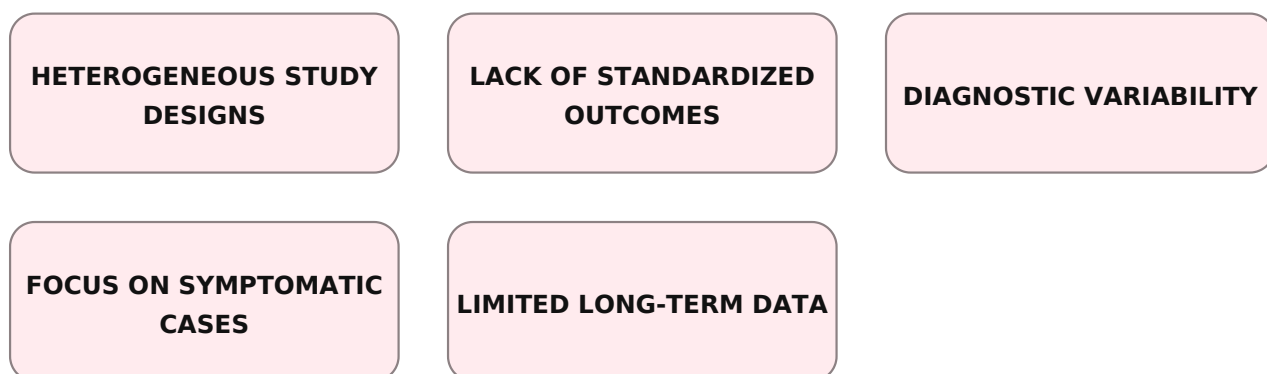 HETEROGENEOUS STUDY
DESIGNS
LACK OF STANDARDIZED
OUTCOMES
DIAGNOSTIC VARIABILITY
FOCUS ON SYMPTOMATIC
CASES
LIMITED LONG-TERM DATA